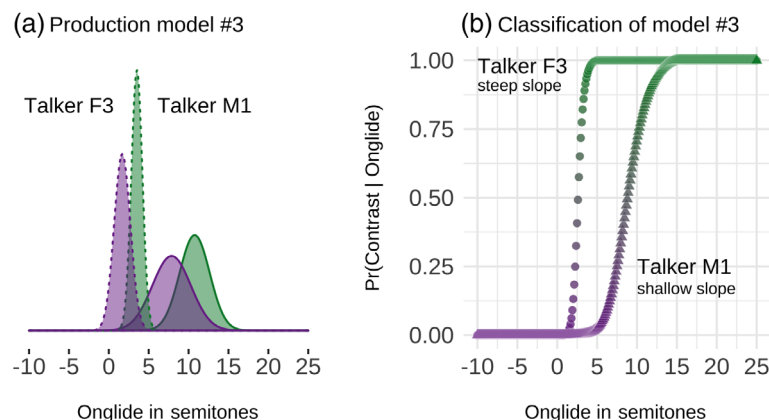 (a) Production model #3
Talker F3
Talker M1
-10 -5 0 5 10 15 20 25
Onglide in semitones
(b) Classification of model #3
Pr(Contrast | Onglide)
1.00
0.75
0.50
0.25
0.00
Talker F3
steep slope
Talker M1
shallow slope
-10 -5 0 5 10 15 20 25
Onglide in semitones